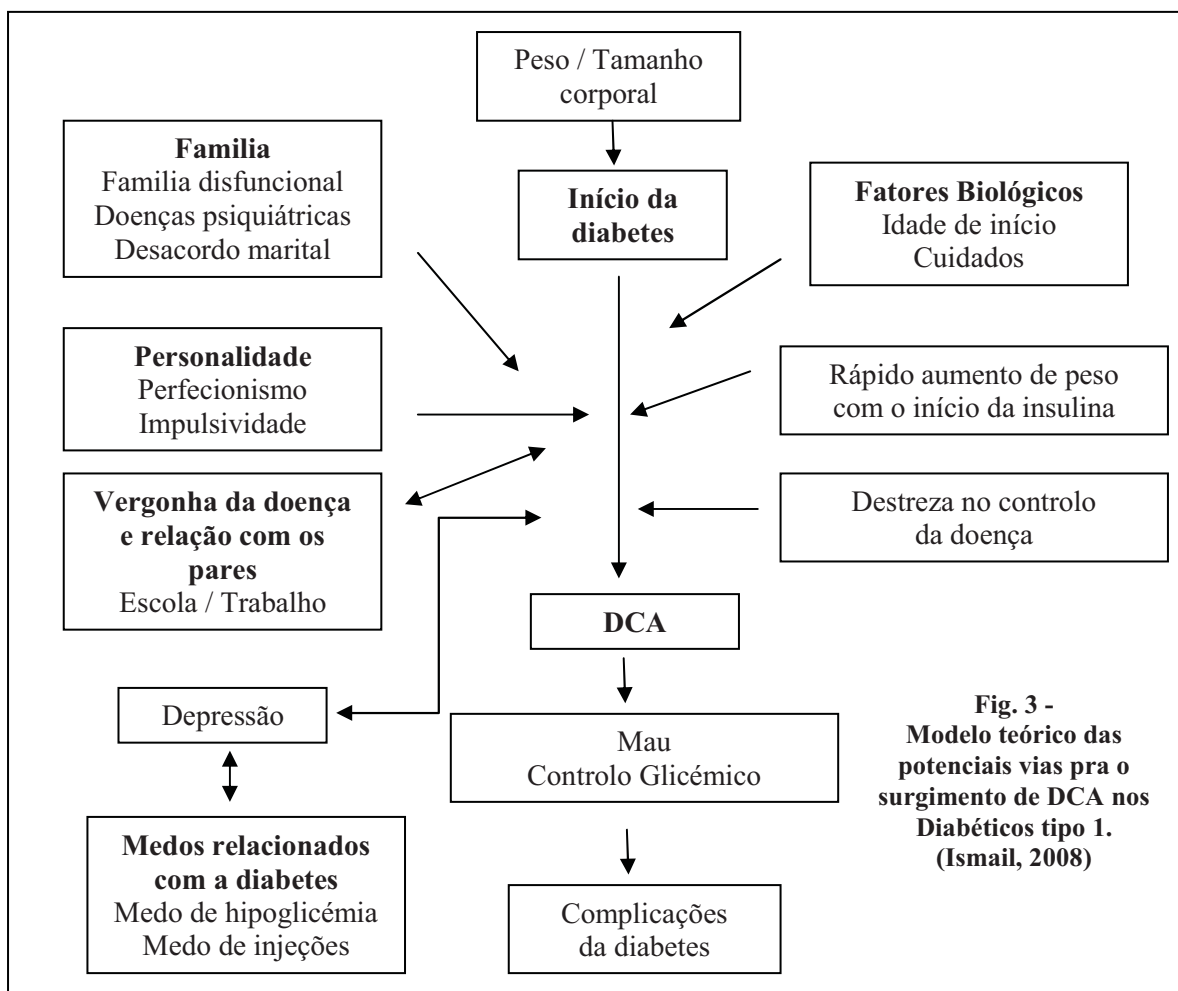 Peso / Tamanho
corporal
Familia
Familia disfuncional
Doenças psiquiátricas
Desacordo marital
Início da
diabetes
Fatores Biológicos
Idade de início
Cuidados
Personalidade
Perfecionismo
Impulsividade
Rápido aumento de peso
com o início da insulina
Vergonha da doença
e relação com os
pares
Escola / Trabalho
Destreza no controlo
da doença
DCA
Depressão
Mau
Controlo Glicémico
Medos relacionados
com a diabetes
Medo de hipoglicémia
Medo de injeções
Complicações
da diabetes
Fig. 3 -
Modelo teórico das
potenciais vias pra o
surgimento de DCA nos
Diabéticos tipo 1.
(Ismail, 2008)